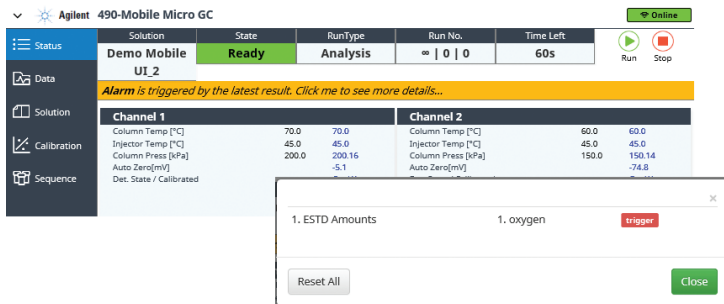 Agilent 490-Mobile Micro GC Online
Status
Data
Solution
Calibration
Sequence
Solution State RunType Run No. Time Left
Demo Mobile UI_2 Ready Analysis ∞ | 0 | 0 60s
Run Stop
Alarm is triggered by the latest result. Click me to see more details...
Channel 1
Column Temp [°C] 70.0 70.0
Injector Temp [°C] 45.0 45.0
Column Press [kPa] 200.0 200.16
Auto Zero[mV] -5.1
Det. State / Calibrated
Channel 2
Column Temp [°C] 60.0 60.0
Injector Temp [°C] 45.0 45.0
Column Press [kPa] 150.0 150.14
Auto Zero[mV] -74.8
×
1. ESTD Amounts 1. oxygen trigger
Reset All Close